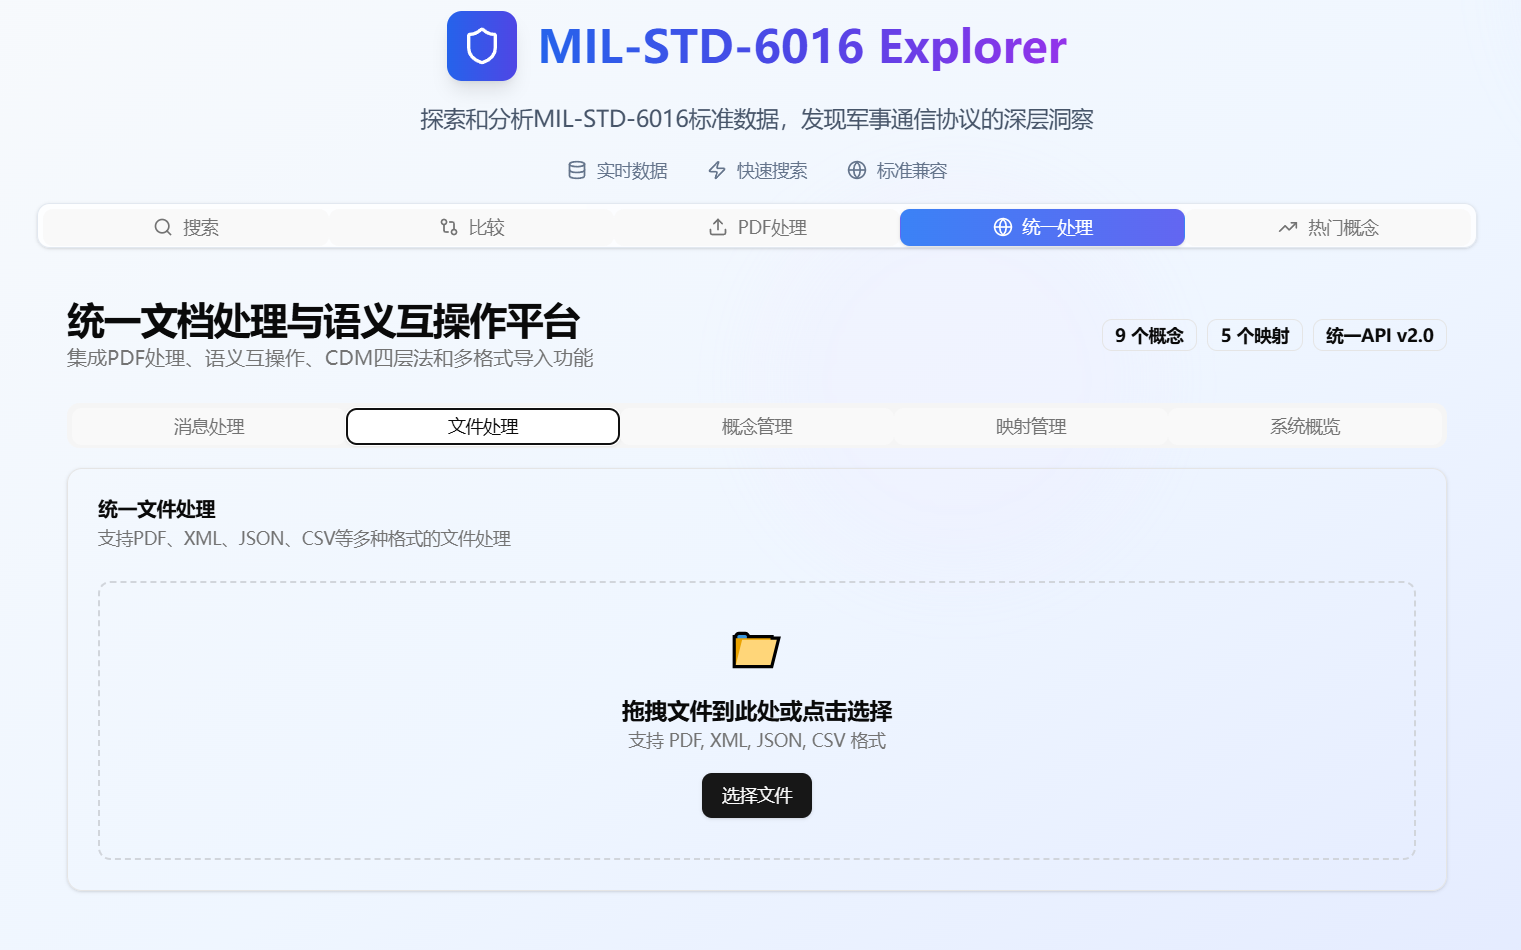 MIL-STD-6016 Explorer
探索和分析MIL-STD-6016标准数据，发现军事通信协议的深层洞察
实时数据 快速搜索 标准兼容
搜索 比较 PDF处理 统一处理 热门概念
统一文档处理与语义互操作平台
集成PDF处理、语义互操作、CDM四层法和多格式导入功能
9 个概念 5 个映射 统一API v2.0
消息处理 文件处理 概念管理 映射管理 系统概览
统一文件处理
支持PDF、XML、JSON、CSV等多种格式的文件处理
拖拽文件到此处或点击选择
支持 PDF, XML, JSON, CSV 格式
选择文件